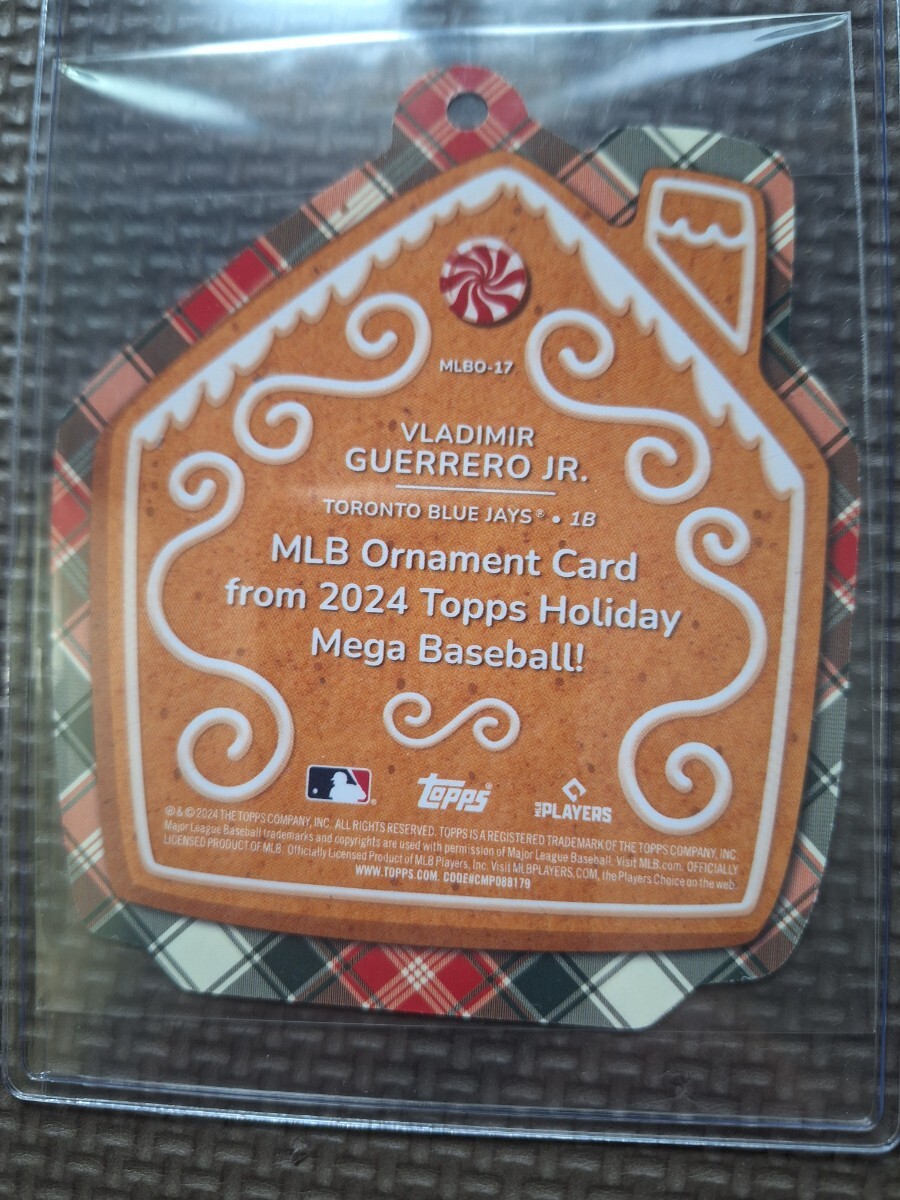 MLBO-17
VLADIMIR
GUERRERO JR.
TORONTO BLUE JAYS® • 1B
MLB Ornament Card
from 2024 Topps Holiday
Mega Baseball!
topps®
MLB PLAYERS
℗ & © 2024 THE TOPPS COMPANY, INC. ALL RIGHTS RESERVED. TOPPS IS A REGISTERED TRADEMARK OF THE TOPPS COMPANY, INC.
Major League Baseball trademarks and copyrights are used with permission of Major League Baseball. Visit MLB.com. OFFICIALLY
LICENSED PRODUCT OF MLB. Officially Licensed Product of MLB Players, Inc. Visit MLBPLAYERS.COM, the Players Choice on the web.
WWW.TOPPS.COM. CODE#CMP088179